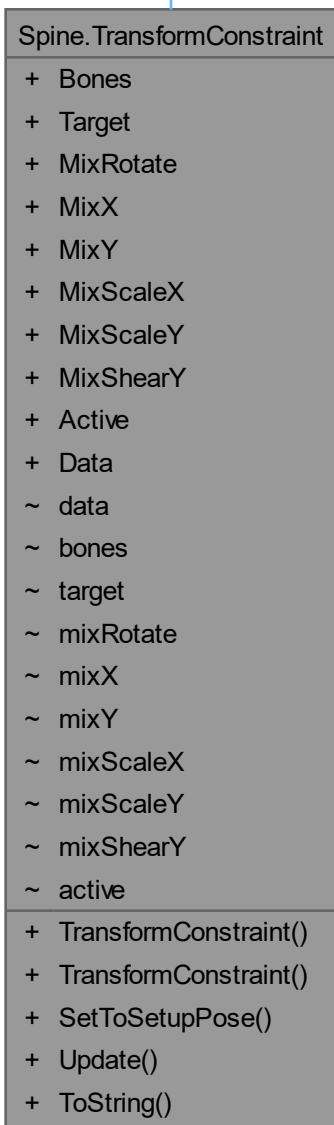 Spine.TransformConstraint
+ Bones
+ Target
+ MixRotate
+ MixX
+ MixY
+ MixScaleX
+ MixScaleY
+ MixShearY
+ Active
+ Data
~ data
~ bones
~ target
~ mixRotate
~ mixX
~ mixY
~ mixScaleX
~ mixScaleY
~ mixShearY
~ active
+ TransformConstraint()
+ TransformConstraint()
+ SetToSetupPose()
+ Update()
+ ToString()